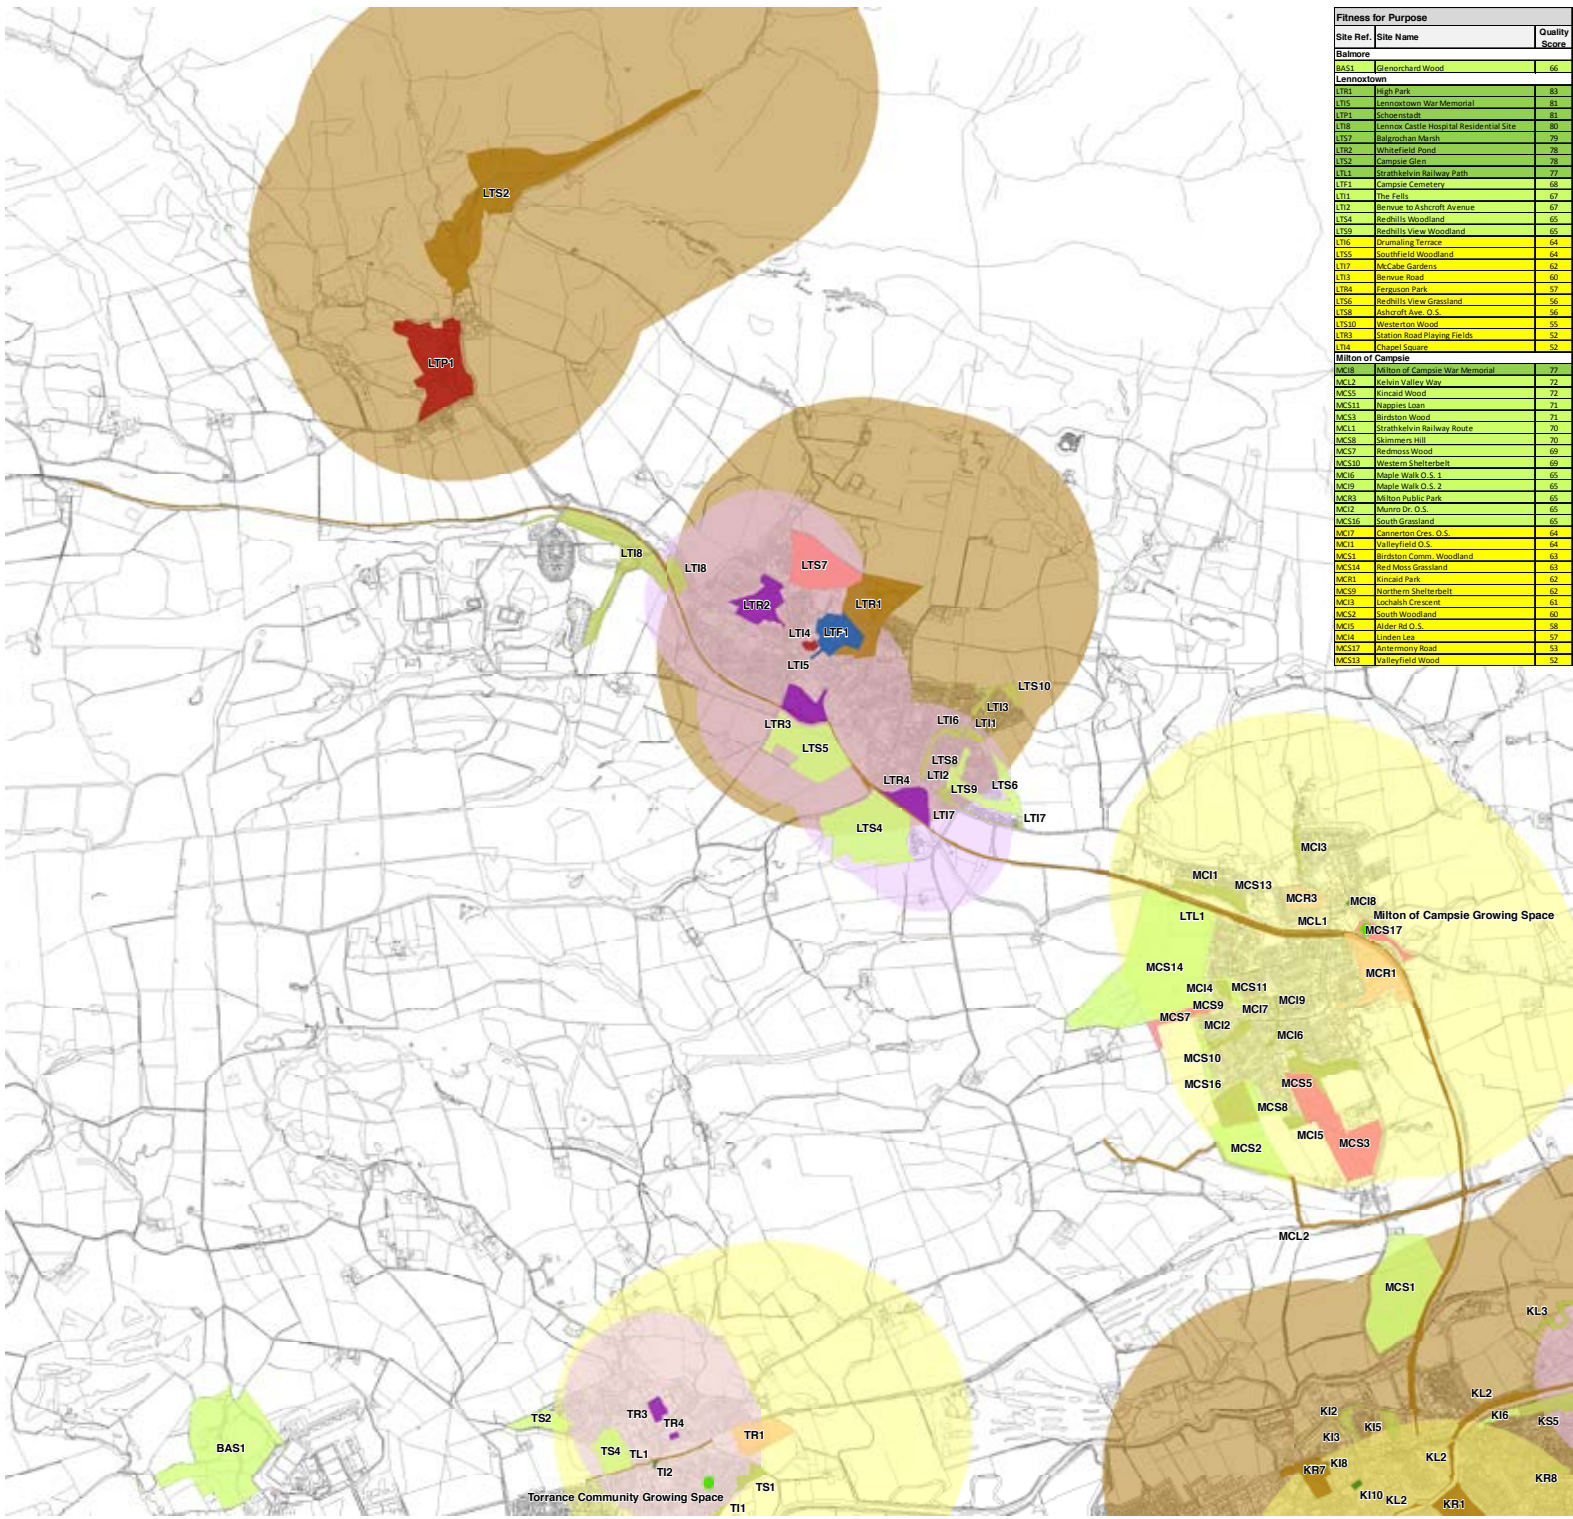 Fitness for Purpose
Site Ref. Site Name Quality Score
Balmore
BAS1 Glenorchard Wood 66
Lennoxtown
LTR1 High Park 83
LTI5 Lennoxtown War Memorial 81
LTP1 Schoenstadt 81
LTI8 Lennox Castle Hospital Residential Site 80
LTS7 Balgrochan Marsh 79
LTR2 Whitefield Pond 78
LTS2 Campsie Glen 78
LTL1 Strathkelvin Railway Path 77
LTF1 Campsie Cemetery 68
LTI1 The Fells 67
LTI2 Benvue to Ashcroft Avenue 67
LTS4 Redhills Woodland 65
LTS9 Redhills View Woodland 65
LTI6 Drumaling Terrace 64
LTS5 Southfield Woodland 64
LTI7 McCabe Gardens 62
LTI3 Benvue Road 60
LTR4 Ferguson Park 57
LTS6 Redhills View Grassland 56
LTS8 Ashcroft Ave. O.S. 56
LTS10 Westerton Wood 55
LTR3 Station Road Playing Fields 52
LTI4 Chapel Square 52
Milton of Campsie
MCI8 Milton of Campsie War Memorial 77
MCL2 Kelvin Valley Way 72
MCS5 Kincaid Wood 72
MCS11 Nappies Loan 71
MCS3 Birdston Wood 71
MCL1 Strathkelvin Railway Route 70
MCS8 Skimmers Hill 70
MCS7 Redmoss Wood 69
MCS10 Western Shelterbelt 69
MCI6 Maple Walk O.S. 1 65
MCI9 Maple Walk O.S. 2 65
MCR3 Milton Public Park 65
MCI2 Munro Dr. O.S. 65
MCS16 South Grassland 65
MCI7 Cannerton Cres. O.S. 64
MCI1 Valleyfield O.S. 64
MCS1 Birdston Comm. Woodland 63
MCS14 Red Moss Grassland 63
MCR1 Kincaid Park 62
MCS9 Northern Shelterbelt 62
MCI3 Lochalsh Crescent 61
MCS2 South Woodland 60
MCI5 Alder Rd O.S. 58
MCI4 Linden Lea 57
MCS17 Antermony Road 53
MCS13 Valleyfield Wood 52
LTS2
LTP1
LTI8
LTI8
LTS7
LTR2
LTR1
LTI4
LTF1
LTI5
LTS10
LTI3
LTR3
LTI6
LTI1
LTS5
LTS8
LTR4
LTI2
LTS9
LTS6
LTI7
LTI7
LTS4
MCI3
MCI1
MCS13
MCR3
MCI8
LTL1
MCL1
Milton of Campsie Growing Space
MCS17
MCS14
MCR1
MCI4
MCS11
MCS9
MCI9
MCI7
MCS7
MCI2
MCI6
MCS10
MCS16
MCS5
MCS8
MCI5
MCS3
MCS2
MCL2
MCS1
KL3
KL2
KI2
KI6
KI5
KS5
KI3
KL2
KI8
KR7
KR8
KI10
KL2
KR1
BAS1
TS2
TR3
TR4
TS4
TL1
TR1
TI2
TS1
Torrance Community Growing Space
TI1